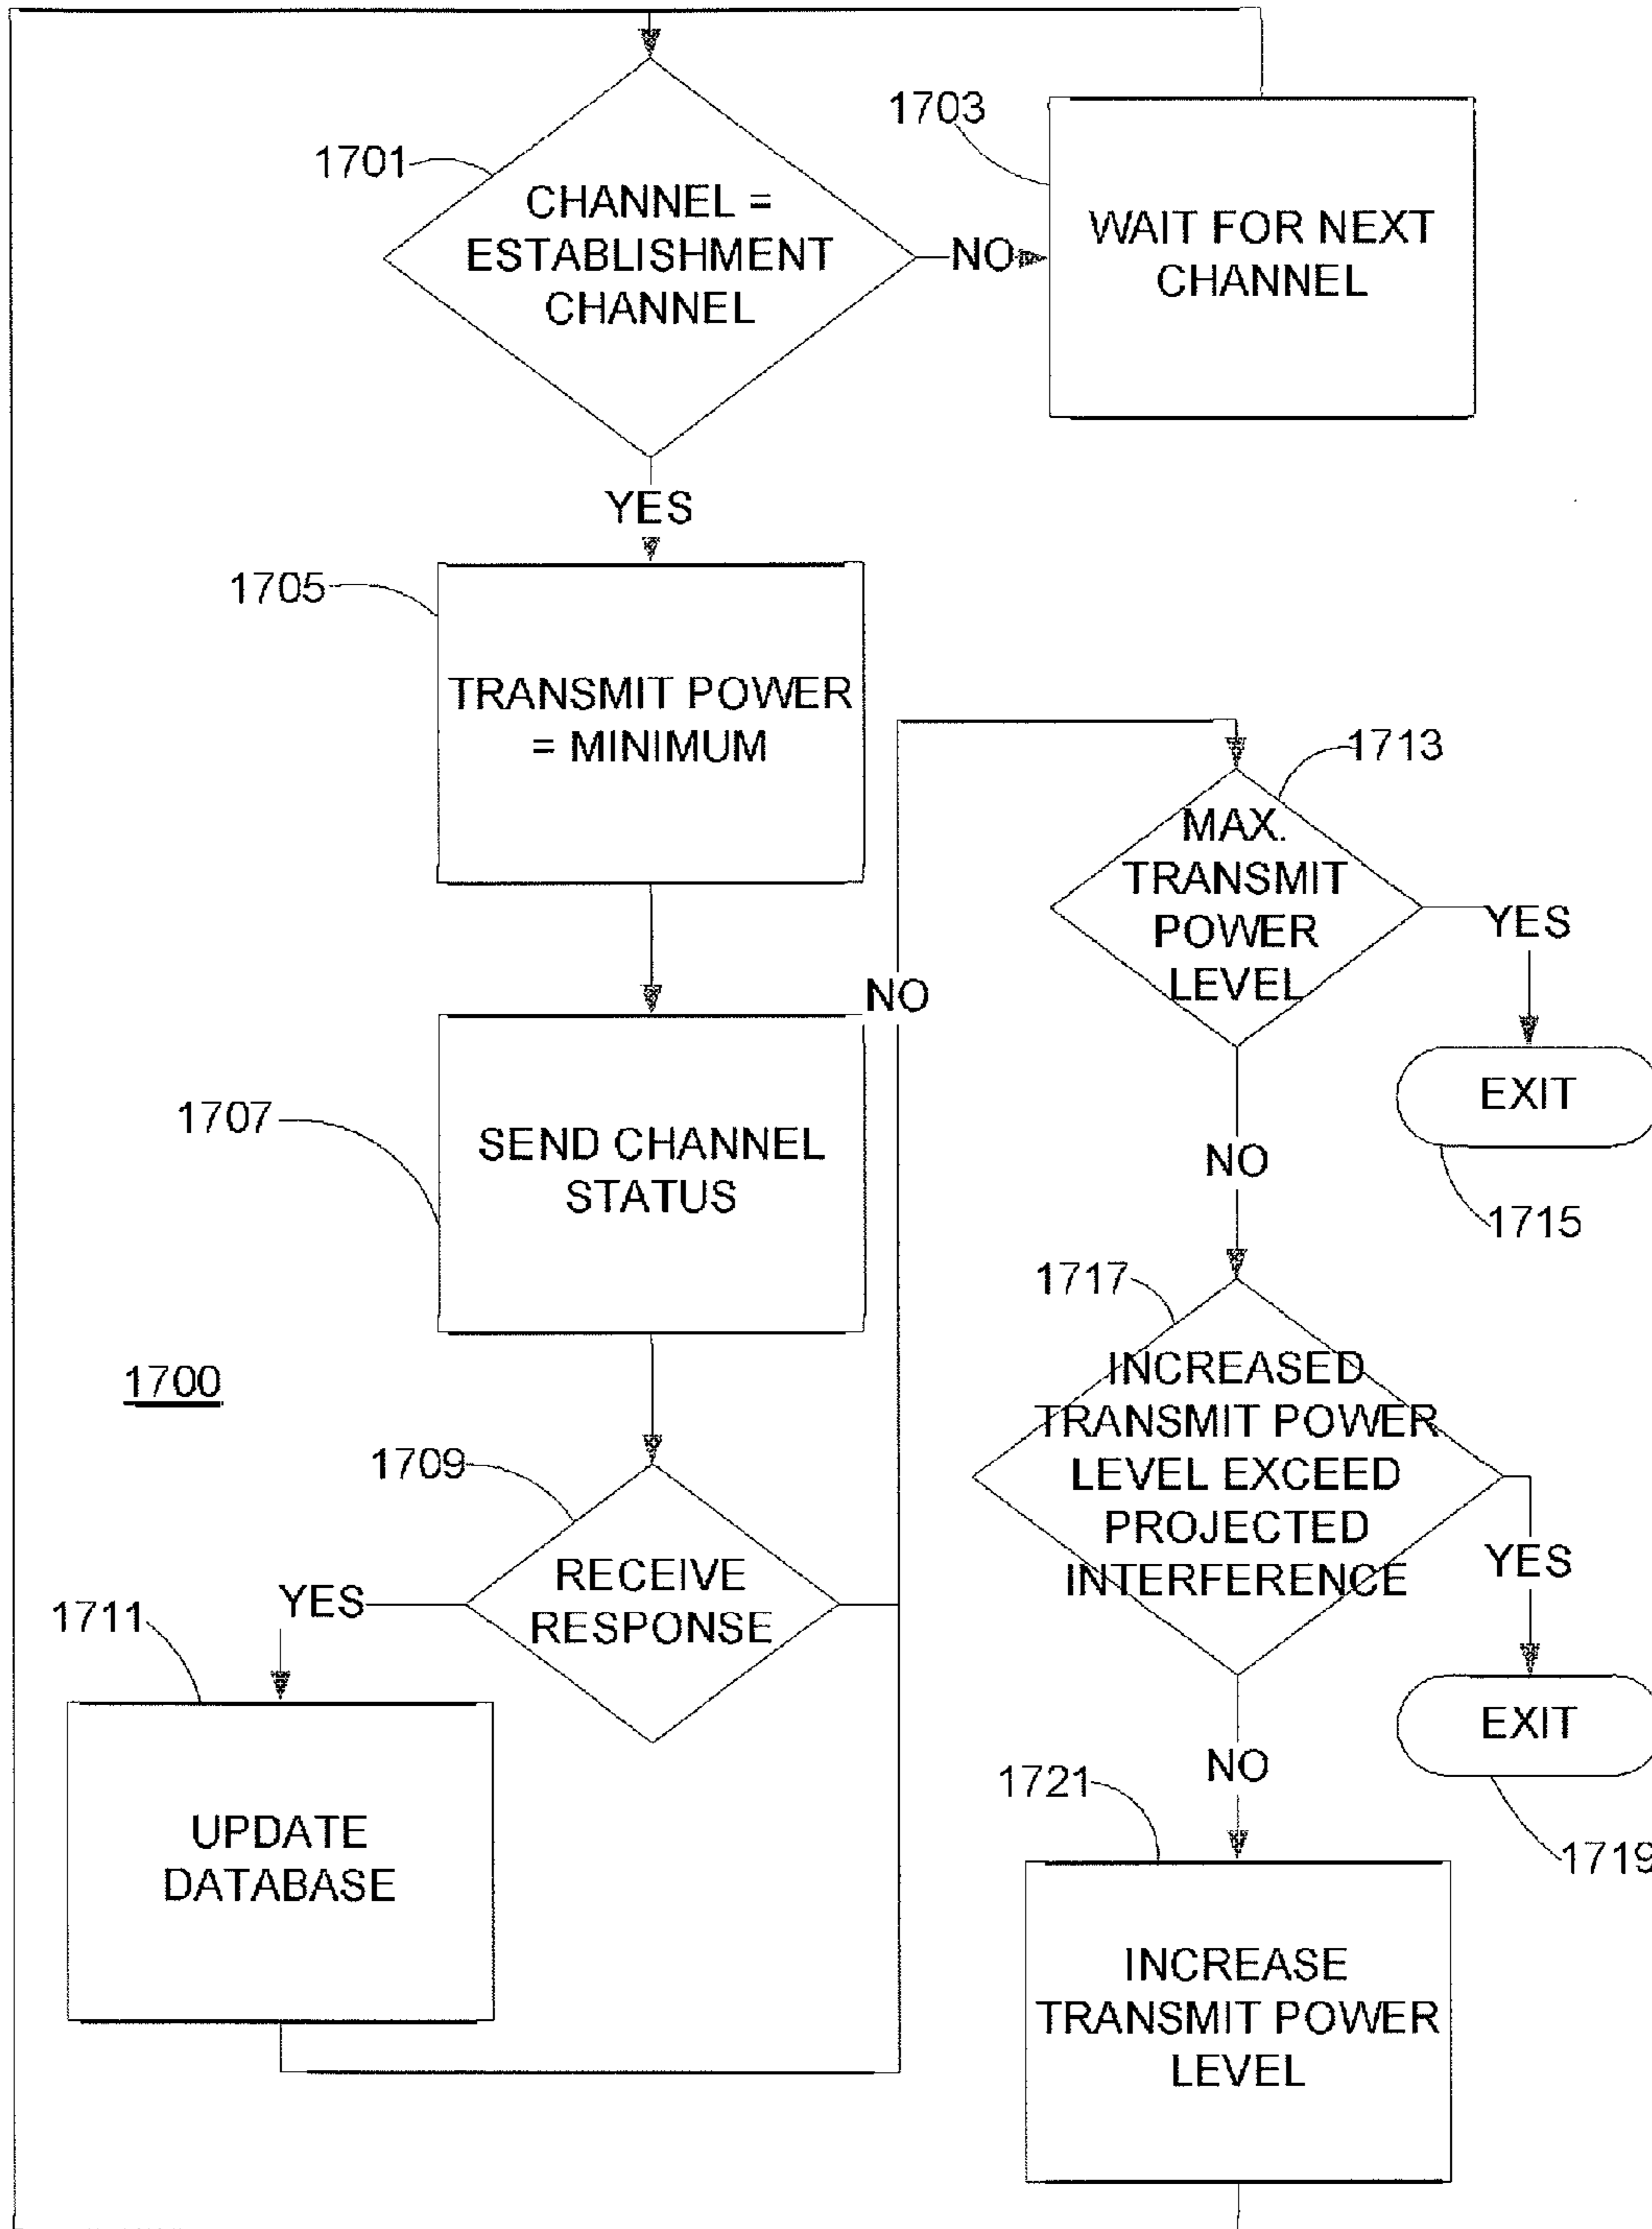 1701
CHANNEL =
ESTABLISHMENT
CHANNEL
NO
1703
WAIT FOR NEXT
CHANNEL
YES
1705
TRANSMIT POWER
= MINIMUM
1707
SEND CHANNEL
STATUS
1700
1709
RECEIVE
RESPONSE
YES
1711
UPDATE
DATABASE
NO
1713
MAX.
TRANSMIT
POWER
LEVEL
YES
EXIT
1715
NO
1717
INCREASED
TRANSMIT POWER
LEVEL EXCEED
PROJECTED
INTERFERENCE
YES
EXIT
1719
NO
1721
INCREASE
TRANSMIT POWER
LEVEL